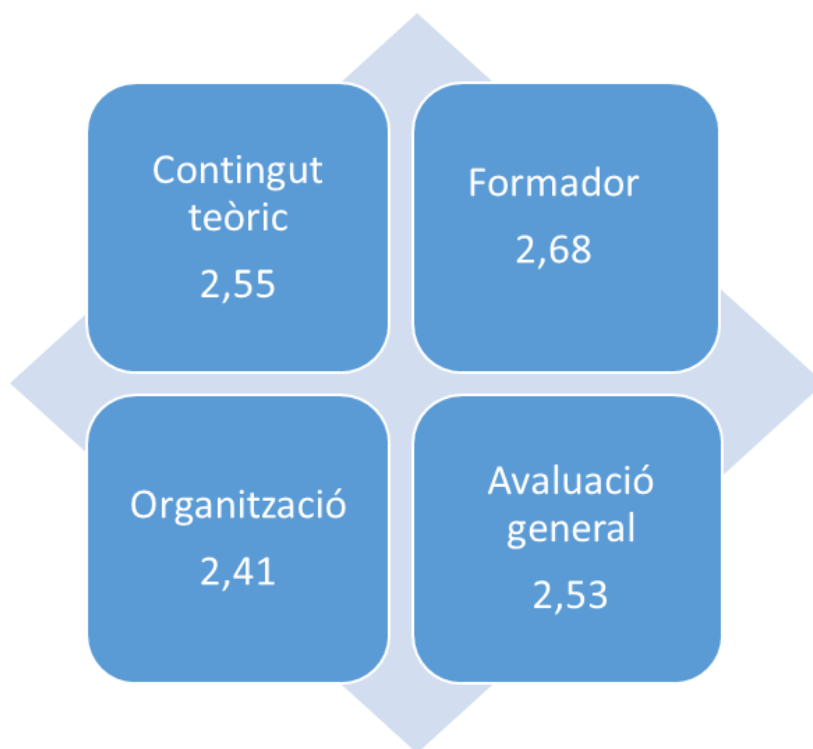 Contingut
teòric
2,55
Formador
2,68
Organització
2,41
Avaluació
general
2,53